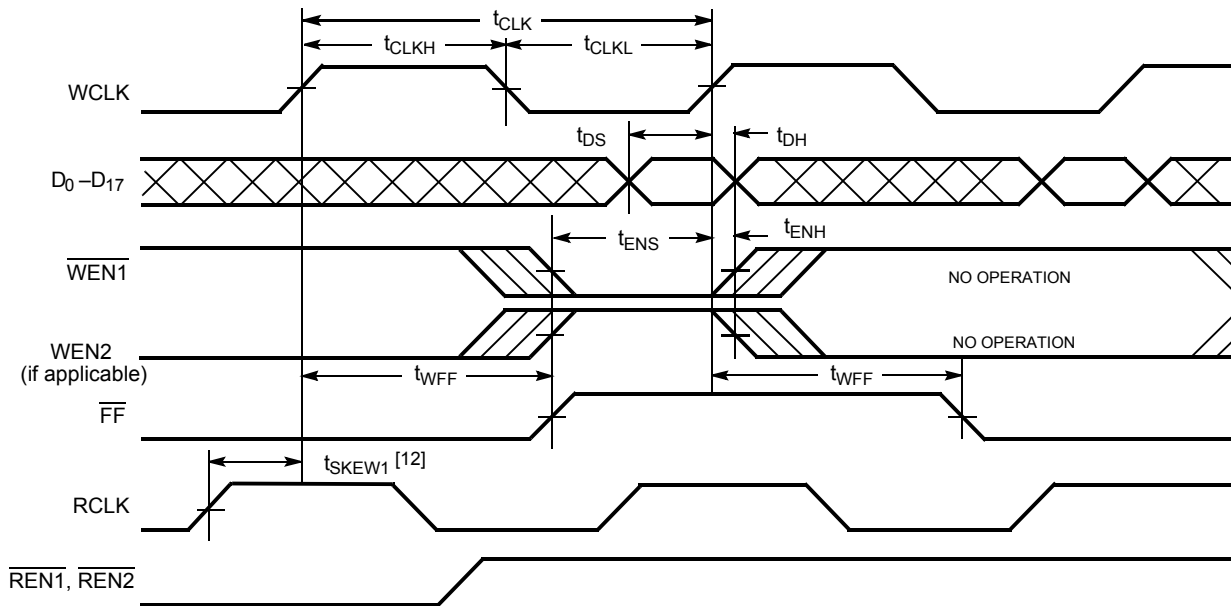 tCLK
tCLKH
tCLKL
WCLK
tDS
tDH
D0 –D17
tENS
tENH
WEN1
NO OPERATION
WEN2
(if applicable)
NO OPERATION
tWFF
tWFF
FF
tSKEW1 [12]
RCLK
REN1, REN2